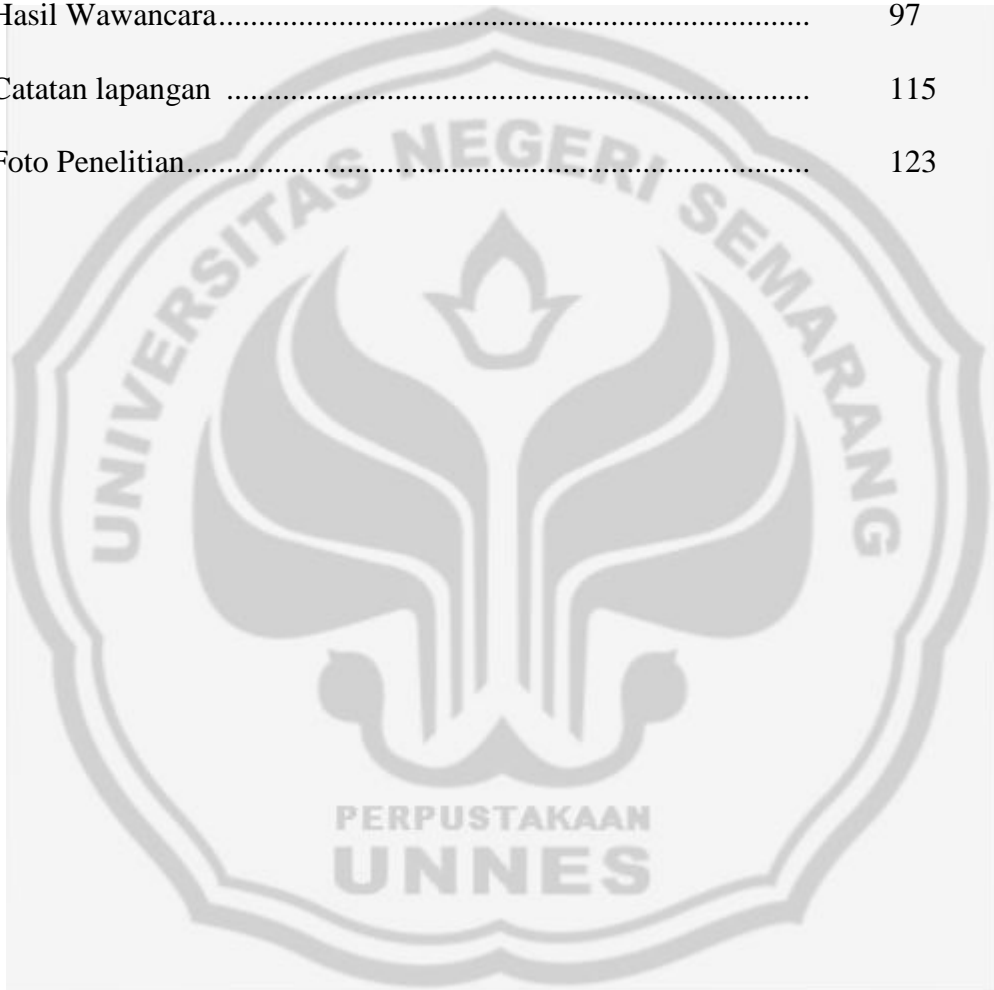 Hasil Wawancara.......................................................................... 97
Catatan lapangan ....................................................................... 115
Foto Penelitian............................................................................. 123
UNIVERSITAS NEGERI SEMARANG
PERPUSTAKAAN
UNNES